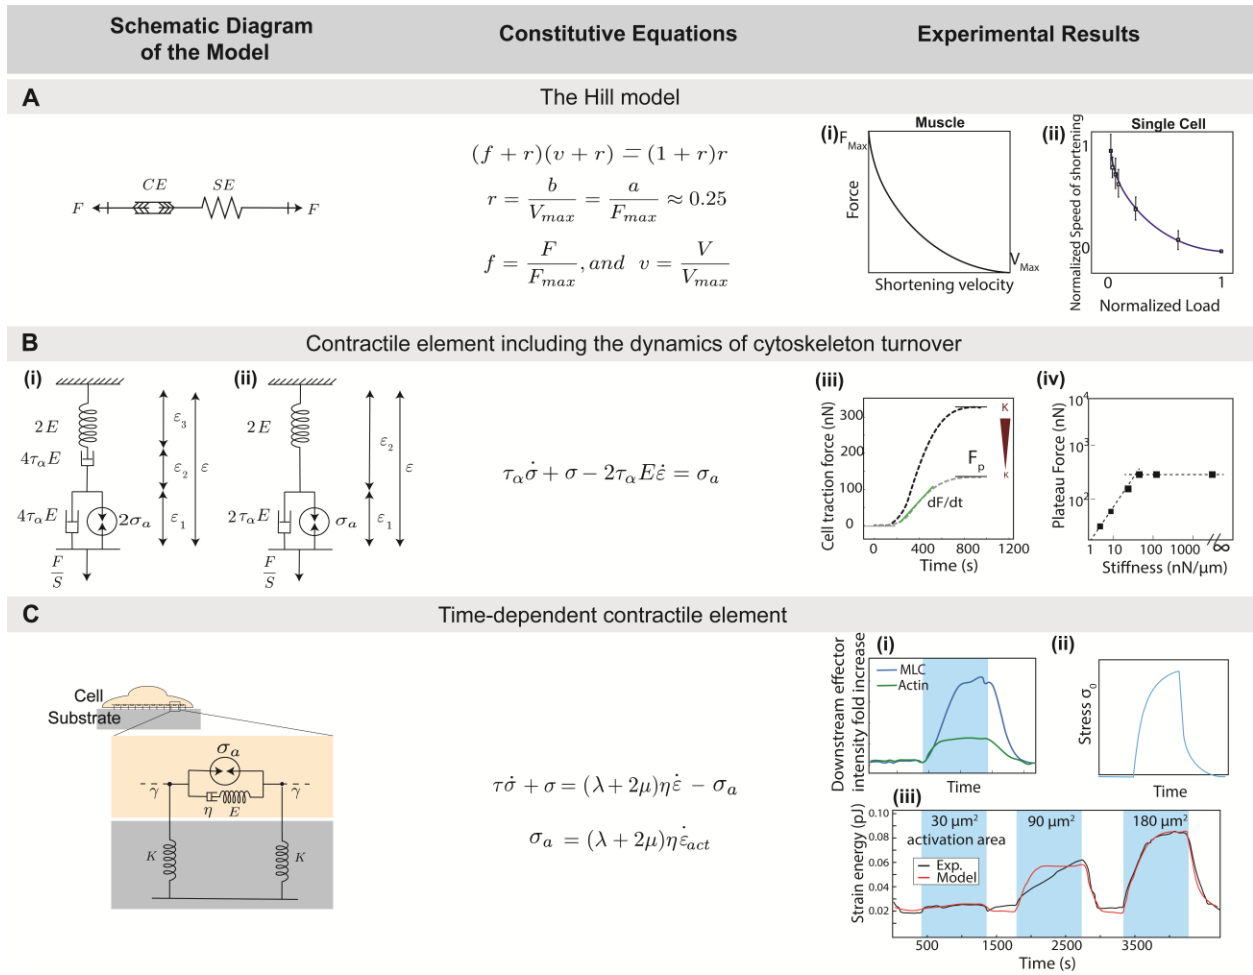 Schematic Diagram
of the Model
Constitutive Equations
Experimental Results
A
The Hill model
CE
SE
F
F
(f + r)(v + r) = (1 + r)r
r = b/V_max = a/F_max ≈ 0.25
f = F/F_max, and v = V/V_max
(i)
Muscle
F_Max
Force
V_Max
Shortening velocity
(ii)
Single Cell
Normalized Speed of shortening
1
0
0
1
Normalized Load
B
Contractile element including the dynamics of cytoskeleton turnover
(i)
2E
4τ_α E
4τ_α E
2σ_a
F/S
ε_3
ε_2
ε_1
ε
(ii)
2E
2τ_α E
σ_a
F/S
ε_2
ε_1
ε
τ_α σ̇ + σ − 2τ_α E ε̇ = σ_a
(iii)
Cell traction force (nN)
300
200
100
0
F_p
dF/dt
K
K
0
400
800
1200
Time (s)
(iv)
Plateau Force (nN)
10^4
10^3
10^2
1
10
100
1000
∞
Stiffness (nN/µm)
C
Time-dependent contractile element
Cell
Substrate
σ_a
γ̃
γ̃
η
E
K
K
τσ̇ + σ = (λ + 2µ)ηε̇ − σ_a
σ_a = (λ + 2µ)ηε̇_act
(i)
Downstream effector
intensity fold increase
MLC
Actin
Time
(ii)
Stress σ_0
Time
(iii)
Strain energy (pJ)
0.10
0.08
0.06
0.04
0.02
30 µm²
activation area
90 µm²
180 µm²
Exp.
Model
500
1500
2500
3500
Time (s)